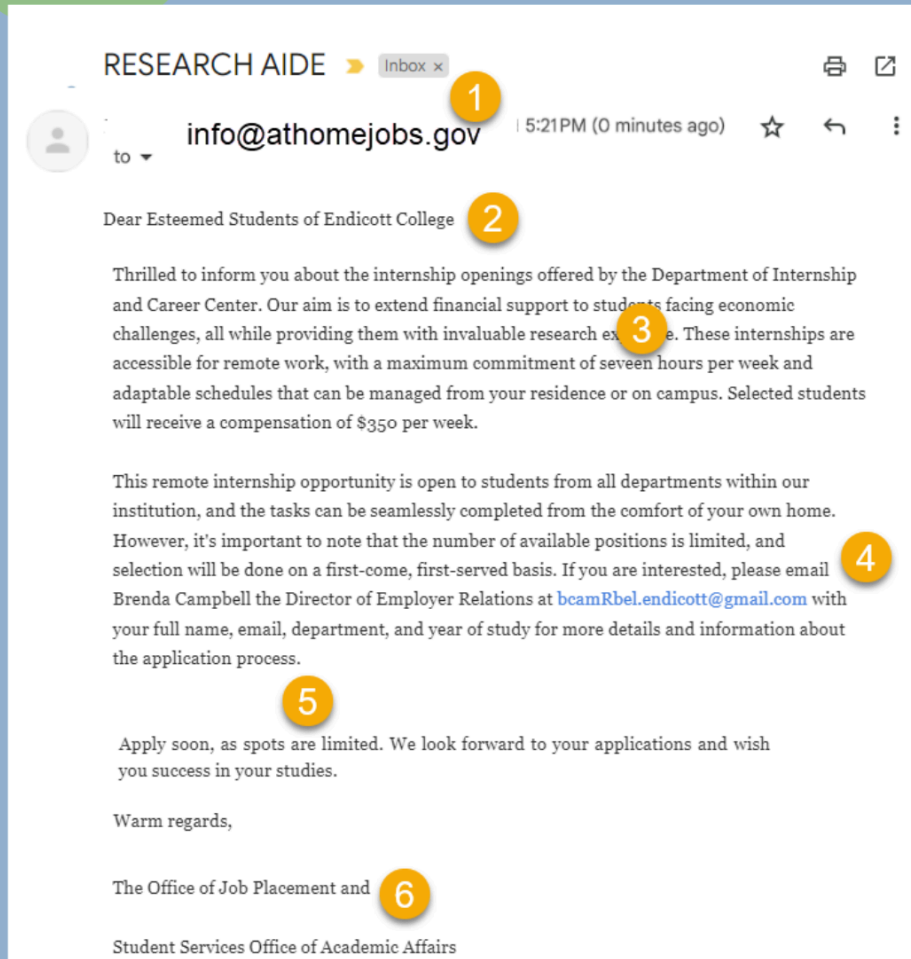 RESEARCH AIDE Inbox x
1
info@athomejobs.gov 5:21 PM (0 minutes ago)
to
Dear Esteemed Students of Endicott College 2
Thrilled to inform you about the internship openings offered by the Department of Internship
and Career Center. Our aim is to extend financial support to students facing economic
challenges, all while providing them with invaluable research 3 These internships are
accessible for remote work, with a maximum commitment of seveen hours per week and
adaptable schedules that can be managed from your residence or on campus. Selected students
will receive a compensation of $350 per week.
This remote internship opportunity is open to students from all departments within our
institution, and the tasks can be seamlessly completed from the comfort of your own home.
However, it's important to note that the number of available positions is limited, and
selection will be done on a first-come, first-served basis. If you are interested, please email 4
Brenda Campbell the Director of Employer Relations at bcamRbel.endicott@gmail.com with
your full name, email, department, and year of study for more details and information about
the application process.
5
Apply soon, as spots are limited. We look forward to your applications and wish
you success in your studies.
Warm regards,
The Office of Job Placement and 6
Student Services Office of Academic Affairs